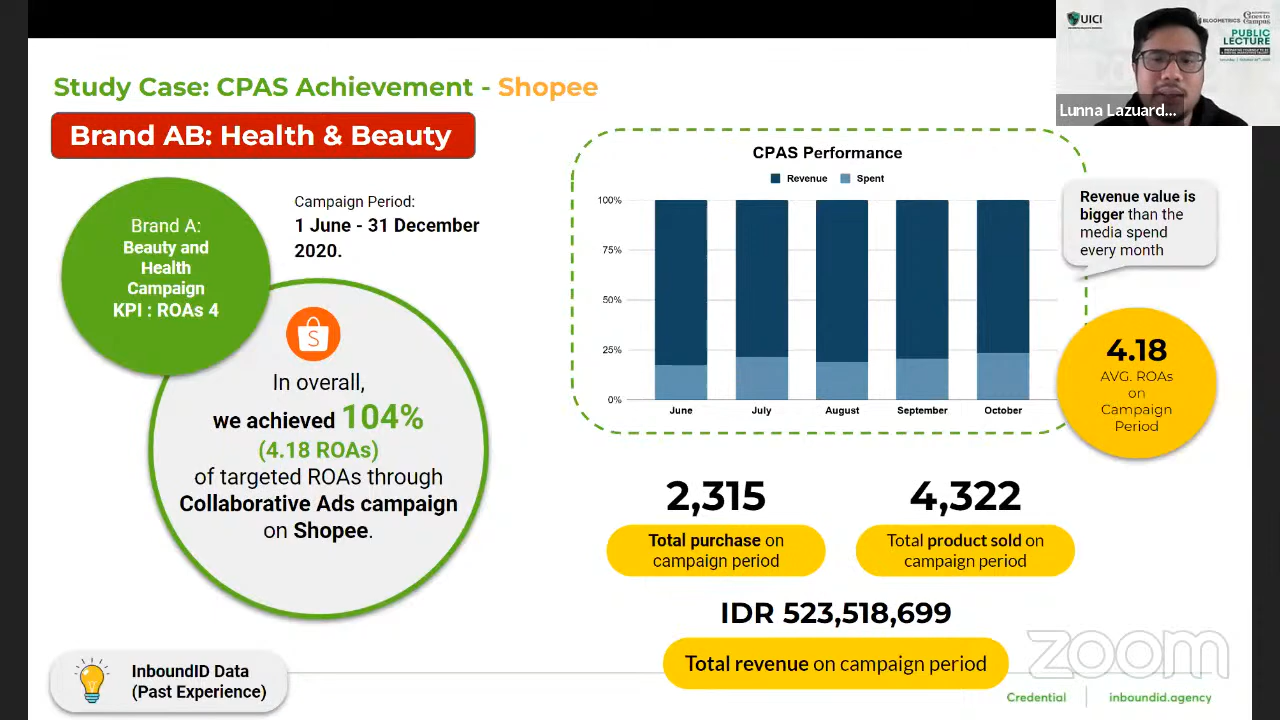 Study Case: CPAS Achievement - Shopee
Brand AB: Health & Beauty
Brand A:
Beauty and
Health
Campaign
KPI : ROAs 4
Campaign Period:
1 June - 31 December
2020.
S
In overall,
we achieved 104%
(4.18 ROAs)
of targeted ROAs through
Collaborative Ads campaign
on Shopee.
CPAS Performance
Revenue
Spent
100%
75%
50%
25%
0%
June
July
August
September
October
Revenue value is
bigger than the
media spend
every month
4.18
AVG. ROAs
on
Campaign
Period
2,315
Total purchase on
campaign period
4,322
Total product sold on
campaign period
IDR 523,518,699
Total revenue on campaign period
InboundID Data
(Past Experience)
zoom
Credential
inboundid.agency
UICI
BLOOMETRICS
Goes to
Campus
PUBLIC
LECTURE
Lunna Lazuard...